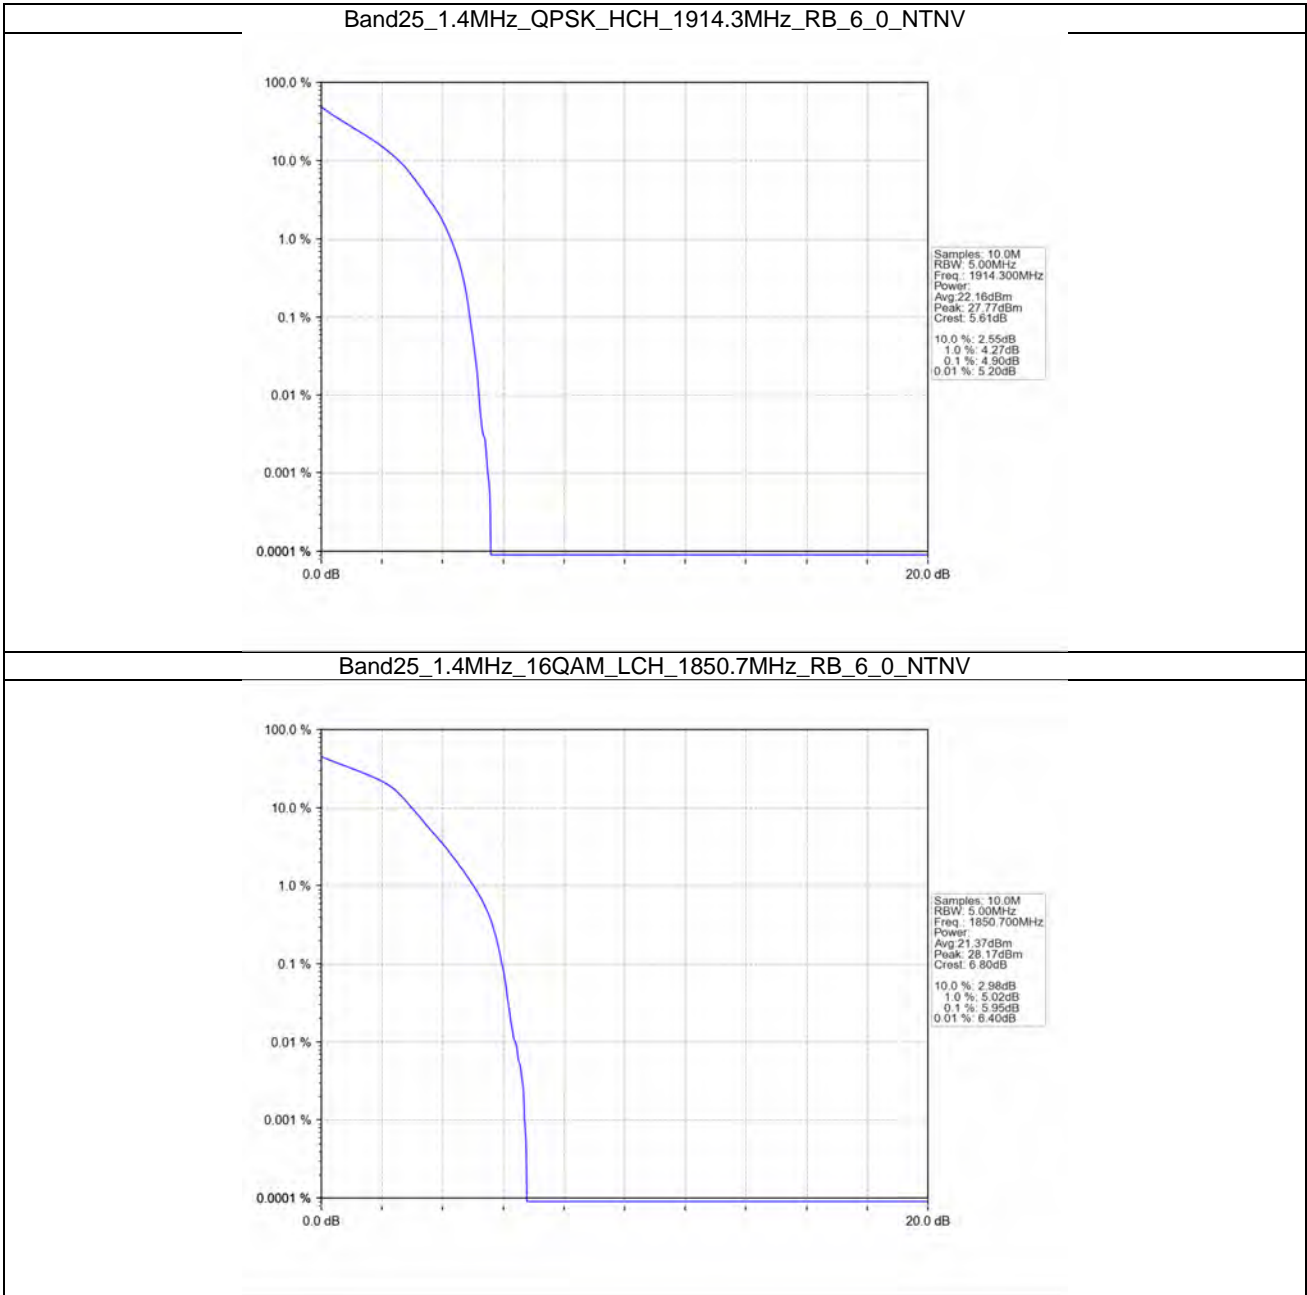 Band25_1.4MHz_QPSK_HCH_1914.3MHz_RB_6_0_NTNV
100.0 %
10.0 %
1.0 %
0.1 %
0.01 %
0.001 %
0.0001 %
0.0 dB
20.0 dB
Samples: 10.0M
RBW: 5.00MHz
Freq.: 1914.300MHz
Power:
Avg:22.16dBm
Peak: 27.77dBm
Crest: 5.61dB
10.0 %: 2.55dB
1.0 %: 4.27dB
0.1 %: 4.90dB
0.01 %: 5.20dB
Band25_1.4MHz_16QAM_LCH_1850.7MHz_RB_6_0_NTNV
100.0 %
10.0 %
1.0 %
0.1 %
0.01 %
0.001 %
0.0001 %
0.0 dB
20.0 dB
Samples: 10.0M
RBW: 5.00MHz
Freq.: 1850.700MHz
Power:
Avg:21.37dBm
Peak: 28.17dBm
Crest: 6.80dB
10.0 %: 2.98dB
1.0 %: 5.02dB
0.1 %: 5.95dB
0.01 %: 6.40dB